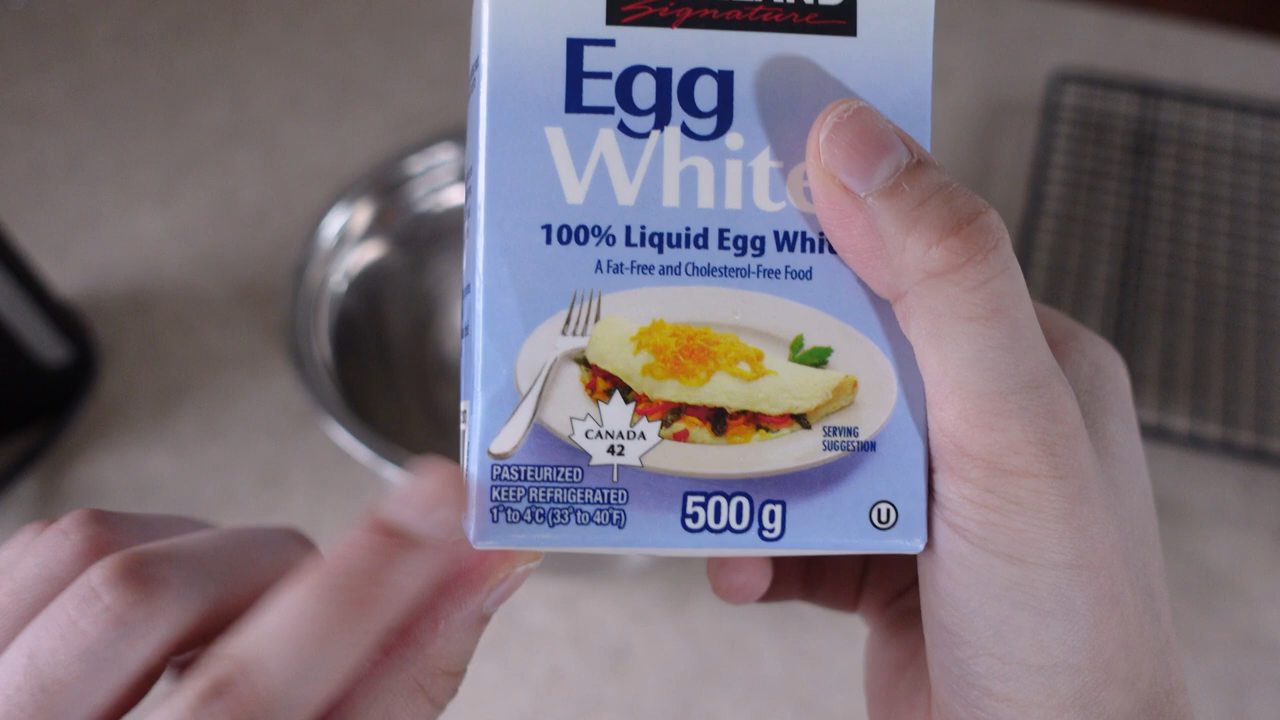 Signature
Egg
White
100% Liquid Egg
A Fat-Free and Cholesterol-Free Food
CANADA
42
SERVING
SUGGESTION
PASTEURIZED
KEEP REFRIGERATED
1° to 4°C (33° to 40°F)
500 g
U